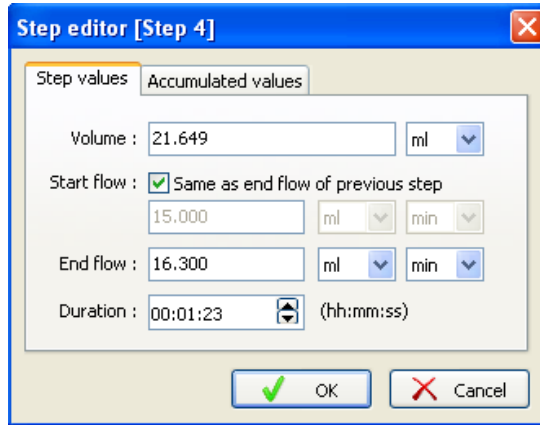 Step editor [Step 4]
Step values Accumulated values
Volume : 21.649 ml
Start flow : Same as end flow of previous step
15.000 ml min
End flow : 16.300 ml min
Duration : 00:01:23 (hh:mm:ss)
OK Cancel